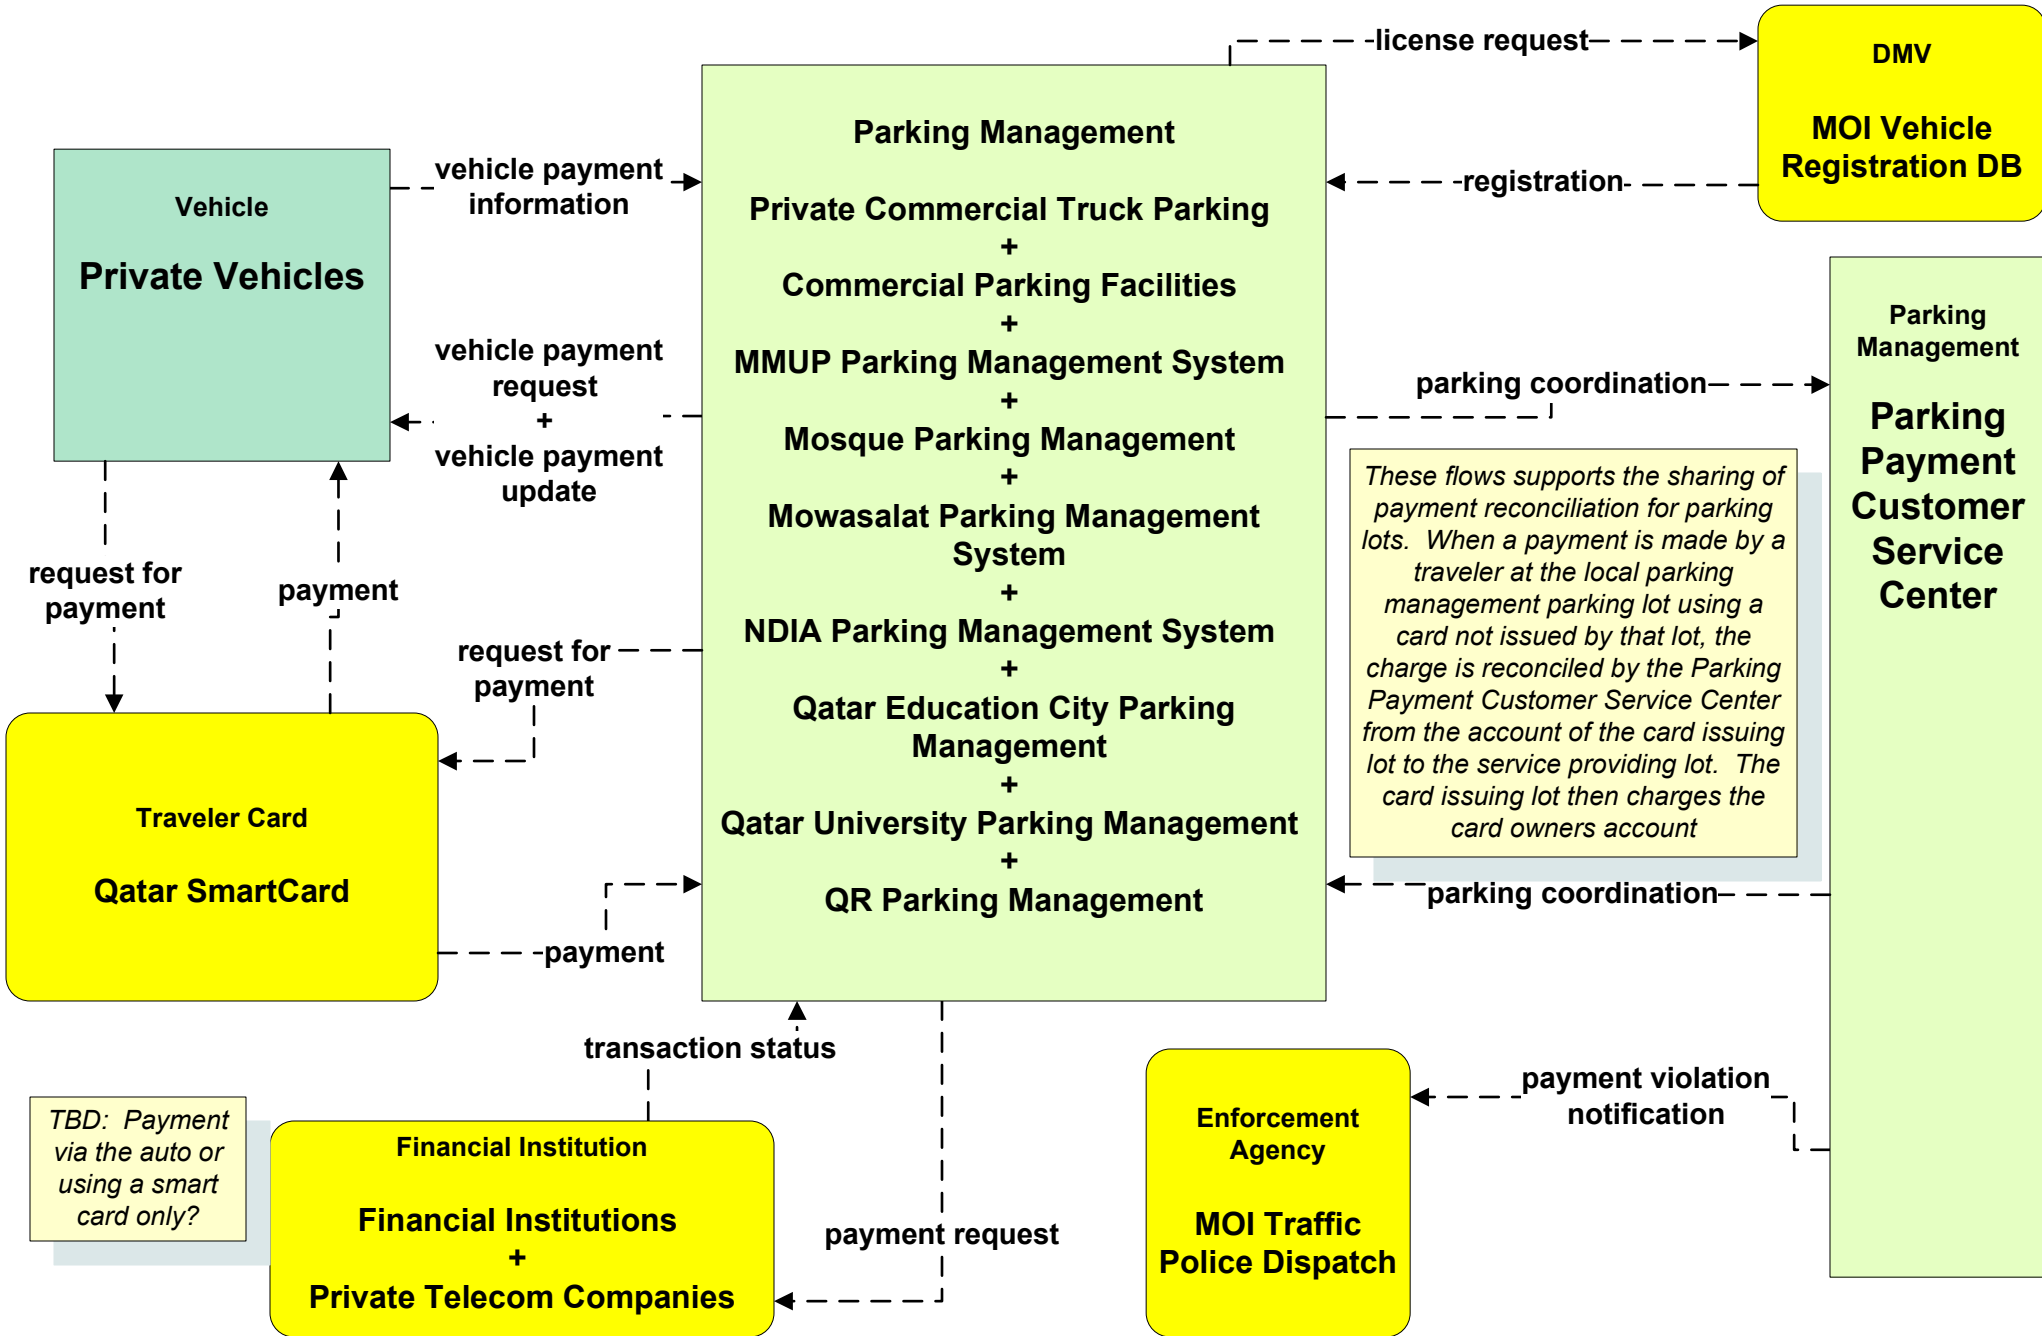 license request
DMV
MOI Vehicle
Registration DB
registration
Parking Management
Private Commercial Truck Parking
+
Commercial Parking Facilities
+
MMUP Parking Management System
+
Mosque Parking Management
+
Mowasalat Parking Management
System
+
NDIA Parking Management System
+
Qatar Education City Parking
Management
+
Qatar University Parking Management
+
QR Parking Management
Vehicle
Private Vehicles
vehicle payment
information
vehicle payment
request
+
vehicle payment
update
request for
payment
payment
request for
payment
Traveler Card
Qatar SmartCard
payment
parking coordination
Parking
Management
Parking
Payment
Customer
Service
Center
These flows supports the sharing of
payment reconciliation for parking
lots. When a payment is made by a
traveler at the local parking
management parking lot using a
card not issued by that lot, the
charge is reconciled by the Parking
Payment Customer Service Center
from the account of the card issuing
lot to the service providing lot. The
card issuing lot then charges the
card owners account
parking coordination
transaction status
TBD: Payment
via the auto or
using a smart
card only?
Financial Institution
Financial Institutions
+
Private Telecom Companies
payment request
Enforcement
Agency
MOI Traffic
Police Dispatch
payment violation
notification